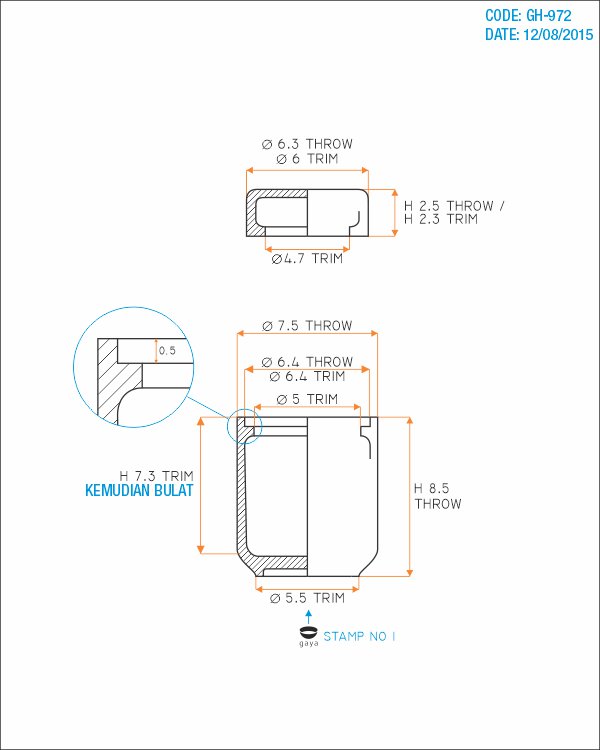 CODE: GH-972
DATE: 12/08/2015
Ø 6.3 THROW
Ø 6 TRIM
H 2.5 THROW /
H 2.3 TRIM
Ø4.7 TRIM
Ø 7.5 THROW
0.5
Ø 6.4 THROW
Ø 6.4 TRIM
Ø 5 TRIM
H 7.3 TRIM
KEMUDIAN BULAT
H 8.5
THROW
Ø 5.5 TRIM
gaya
STAMP NO I